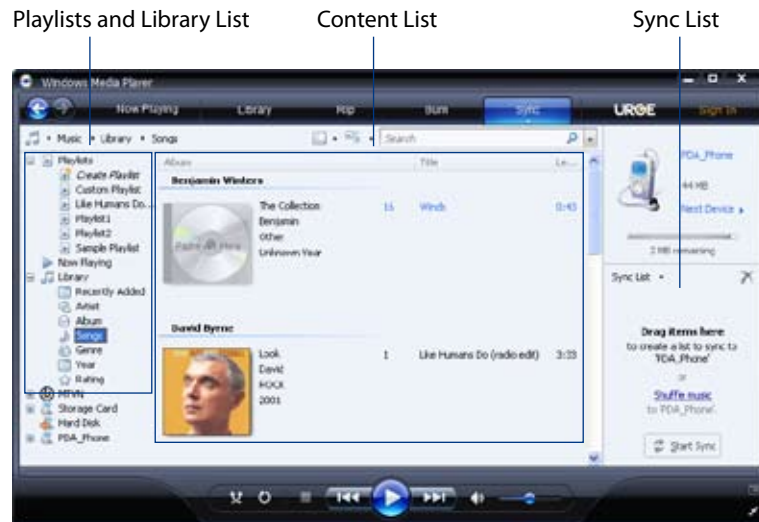 Playlists and Library List
Content List
Sync List
Windows Media Player
Now Playing
Library
Rip
Burn
Sync
URGE
Sign In
Music • Library • Songs
Search
Playlists
Create Playlist
Custom Playlist
Like Humans Do...
Playlist1
Playlist2
Sample Playlist
Now Playing
Library
Recently Added
Artist
Album
Songs
Genre
Year
Rating
MTVN
Storage Card
Hard Disk
PDA_Phone
Album
Title
Le...
Benjamin Winters
Paste Art Here
The Collection
Benjamin
Other
Unknown Year
16
Winds
0:43
David Byrne
Look
David
ROCK
2001
1
Like Humans Do (radio edit)
3:33
PDA_Phone
44 MB
Next Device
2 MB remaining
Sync List
Drag items here
to create a list to sync to
'PDA_Phone'
or
Shuffle music
to 'PDA_Phone'.
Start Sync